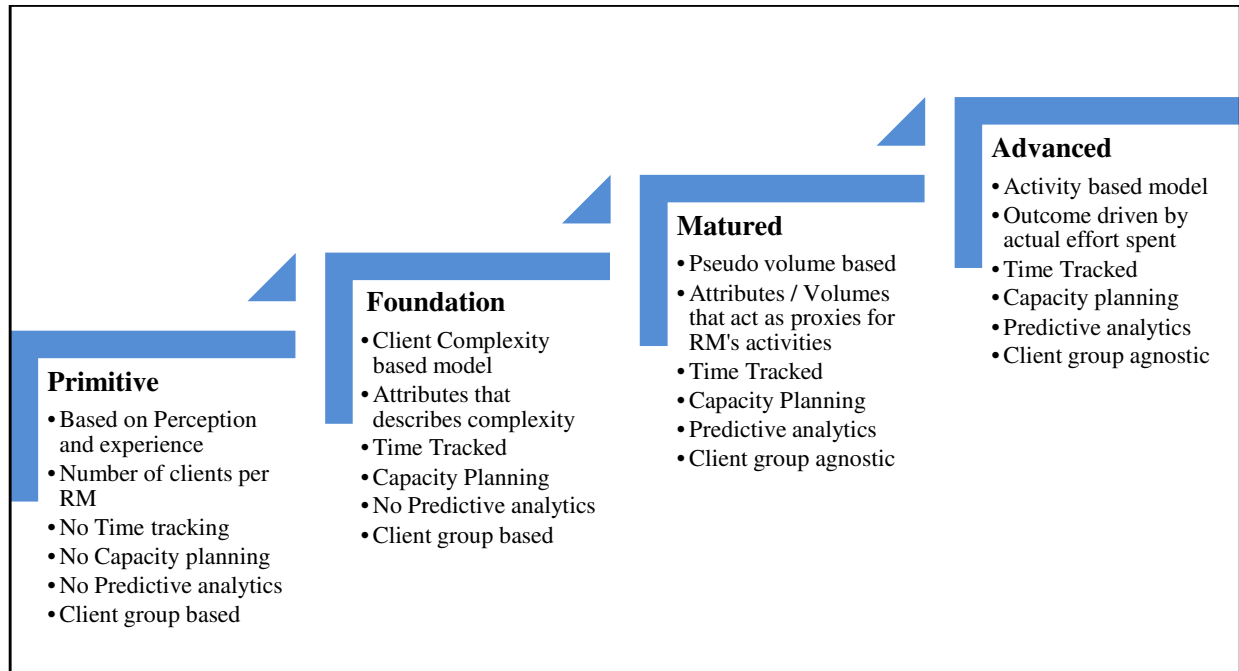 Primitive
• Based on Perception
and experience
• Number of clients per
RM
• No Time tracking
• No Capacity planning
• No Predictive analytics
• Client group based
Foundation
• Client Complexity
based model
• Attributes that
describes complexity
• Time Tracked
• Capacity Planning
• No Predictive analytics
• Client group based
Matured
• Pseudo volume based
• Attributes / Volumes
that act as proxies for
RM's activities
• Time Tracked
• Capacity Planning
• Predictive analytics
• Client group agnostic
Advanced
• Activity based model
• Outcome driven by
actual effort spent
• Time Tracked
• Capacity planning
• Predictive analytics
• Client group agnostic